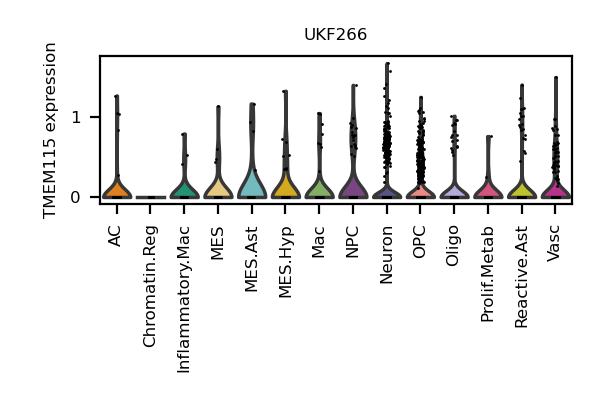 UKF266
TMEM115 expression
1
0
AC
Chromatin.Reg
Inflammatory.Mac
MES
MES.Ast
MES.Hyp
Mac
NPC
Neuron
OPC
Oligo
Prolif.Metab
Reactive.Ast
Vasc